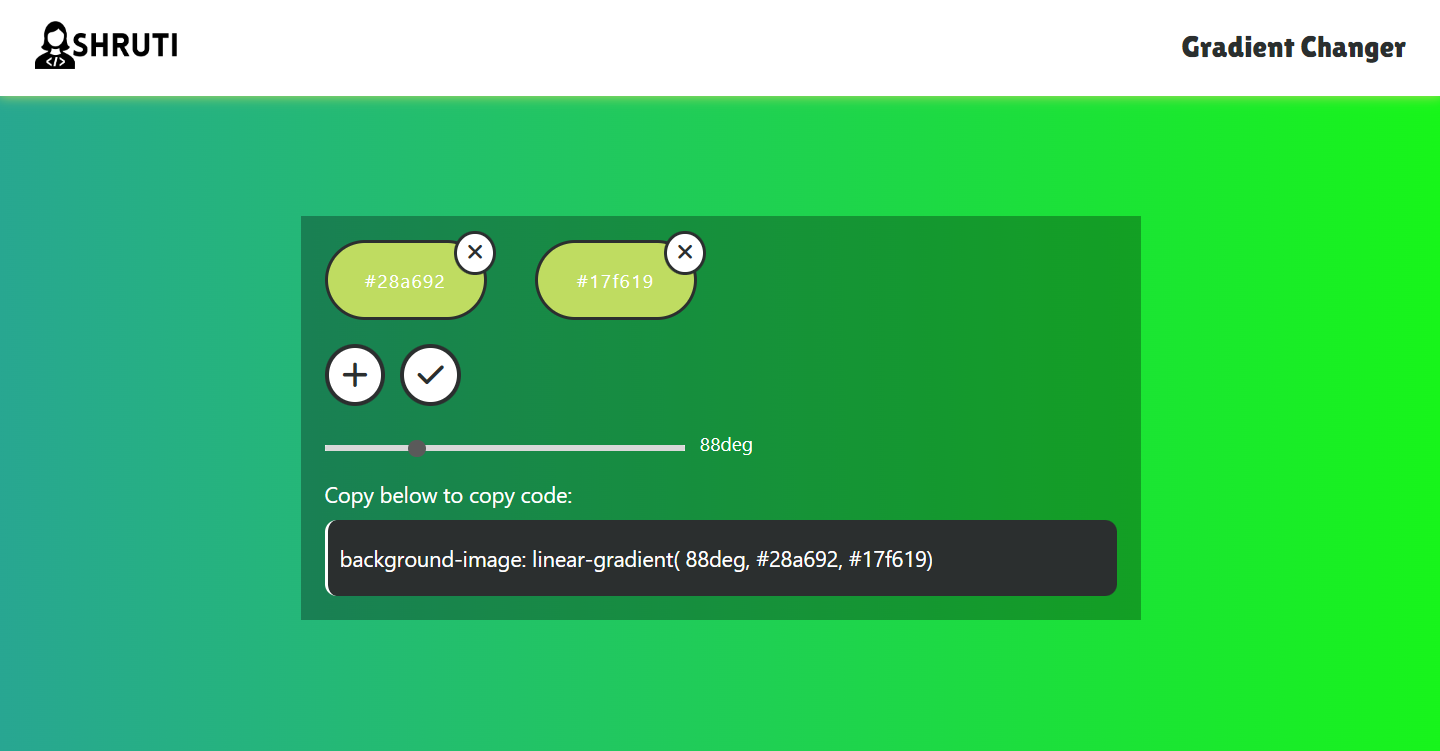 SHRUTI
Gradient Changer
#28a692
#17f619
88deg
Copy below to copy code:
background-image: linear-gradient( 88deg, #28a692, #17f619)